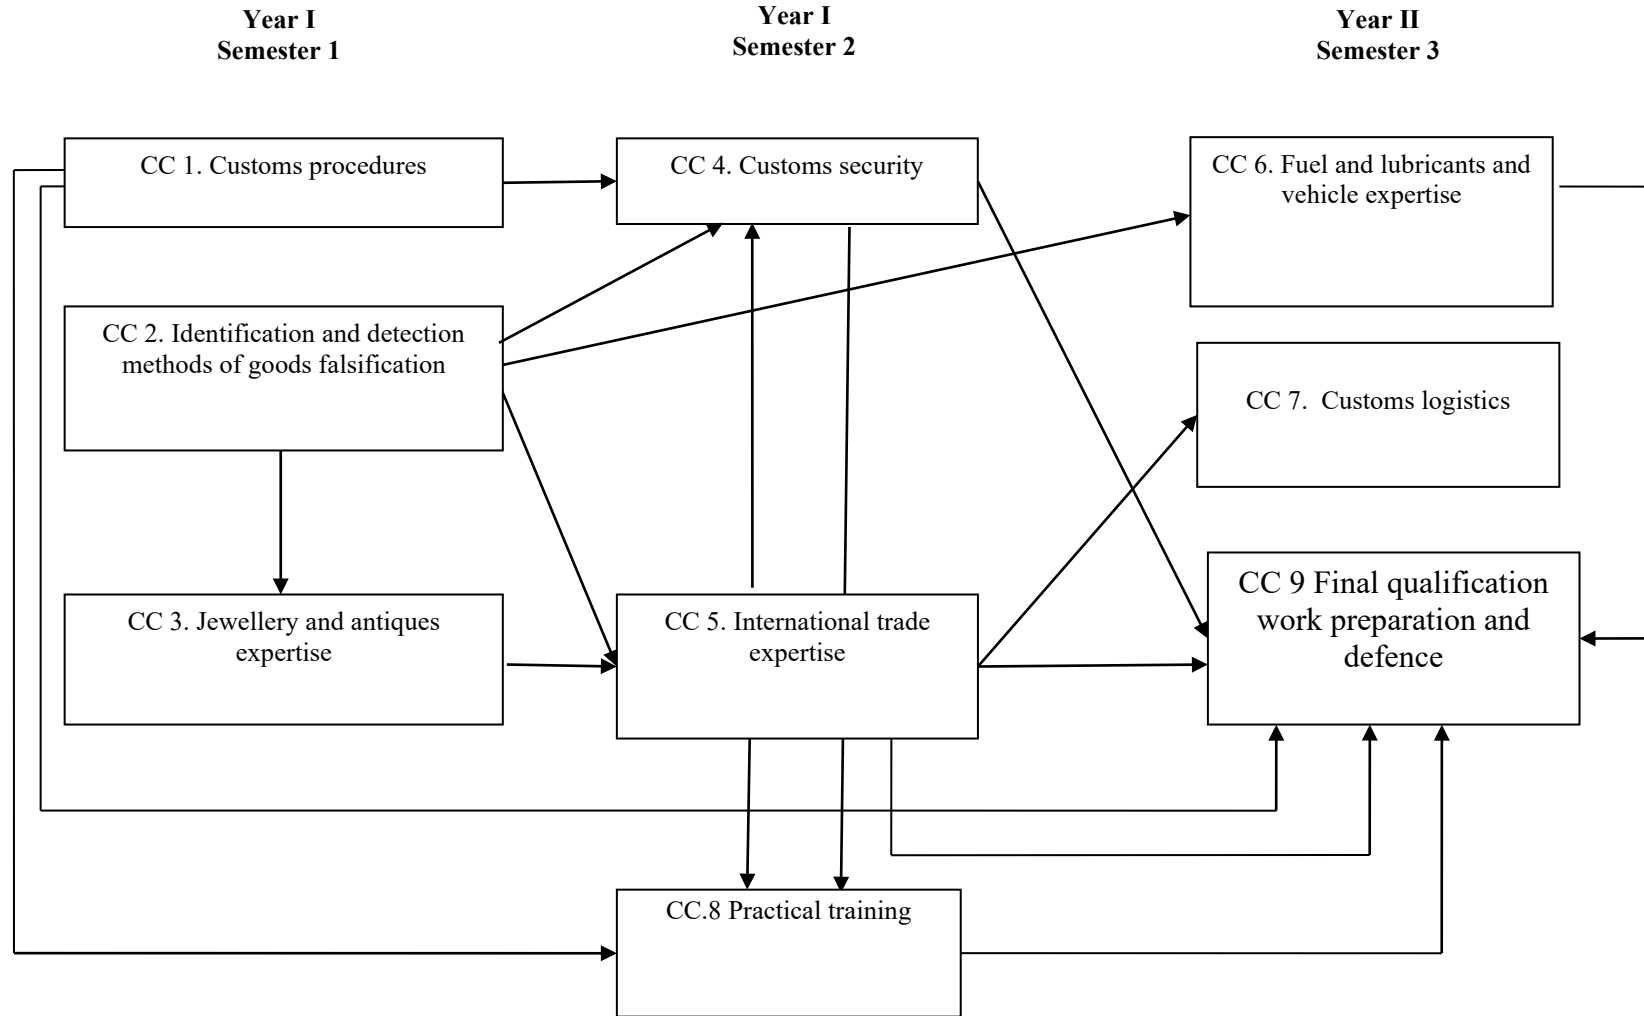 Year I
Semester 1
Year I
Semester 2
Year II
Semester 3
CC 1. Customs procedures
CC 4. Customs security
CC 6. Fuel and lubricants and
vehicle expertise
CC 2. Identification and detection
methods of goods falsification
CC 7.  Customs logistics
CC 3. Jewellery and antiques
expertise
CC 5. International trade
expertise
CC 9 Final qualification
work preparation and
defence
CC.8 Practical training